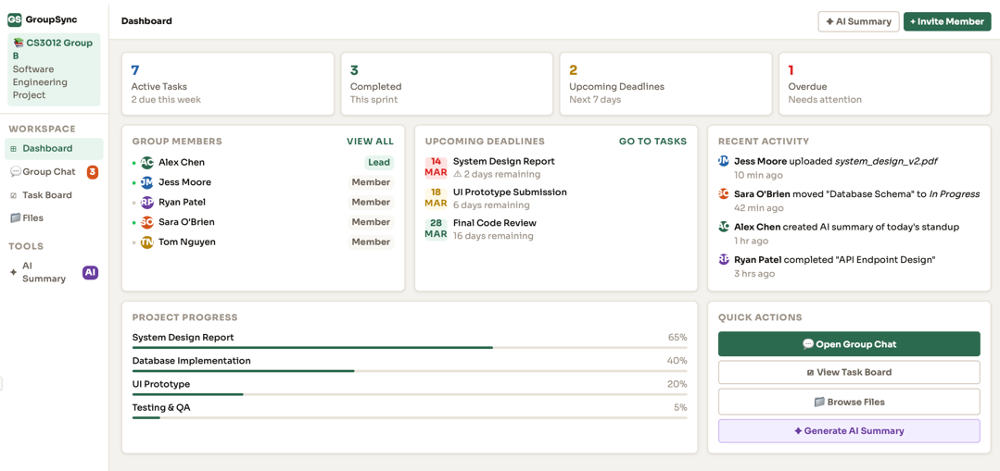 GS GroupSync
CS3012 Group
B
Software
Engineering
Project
WORKSPACE
Dashboard
Group Chat 3
Task Board
Files
TOOLS
AI
Summary AI
Dashboard
AI Summary
+ Invite Member
7
Active Tasks
2 due this week
3
Completed
This sprint
2
Upcoming Deadlines
Next 7 days
1
Overdue
Needs attention
GROUP MEMBERS VIEW ALL
AC Alex Chen Lead
JM Jess Moore Member
RP Ryan Patel Member
SO Sara O'Brien Member
TN Tom Nguyen Member
UPCOMING DEADLINES GO TO TASKS
14 MAR System Design Report
⚠ 2 days remaining
18 MAR UI Prototype Submission
6 days remaining
28 MAR Final Code Review
16 days remaining
RECENT ACTIVITY
JM Jess Moore uploaded system_design_v2.pdf
10 min ago
SO Sara O'Brien moved "Database Schema" to In Progress
42 min ago
AC Alex Chen created AI summary of today's standup
1 hr ago
RP Ryan Patel completed "API Endpoint Design"
3 hrs ago
PROJECT PROGRESS
System Design Report 65%
Database Implementation 40%
UI Prototype 20%
Testing & QA 5%
QUICK ACTIONS
Open Group Chat
View Task Board
Browse Files
Generate AI Summary